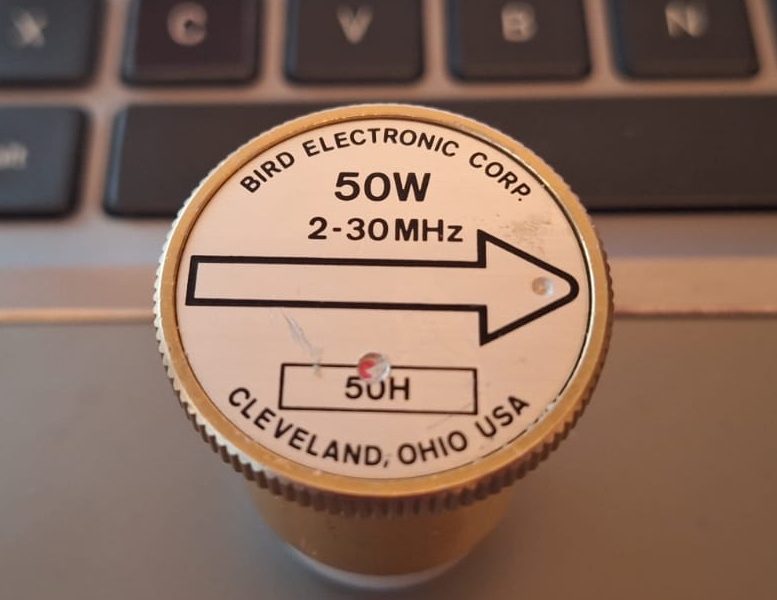 X C V B N
BIRD ELECTRONIC CORP.
50W
2-30MHz
50H
CLEVELAND, OHIO USA